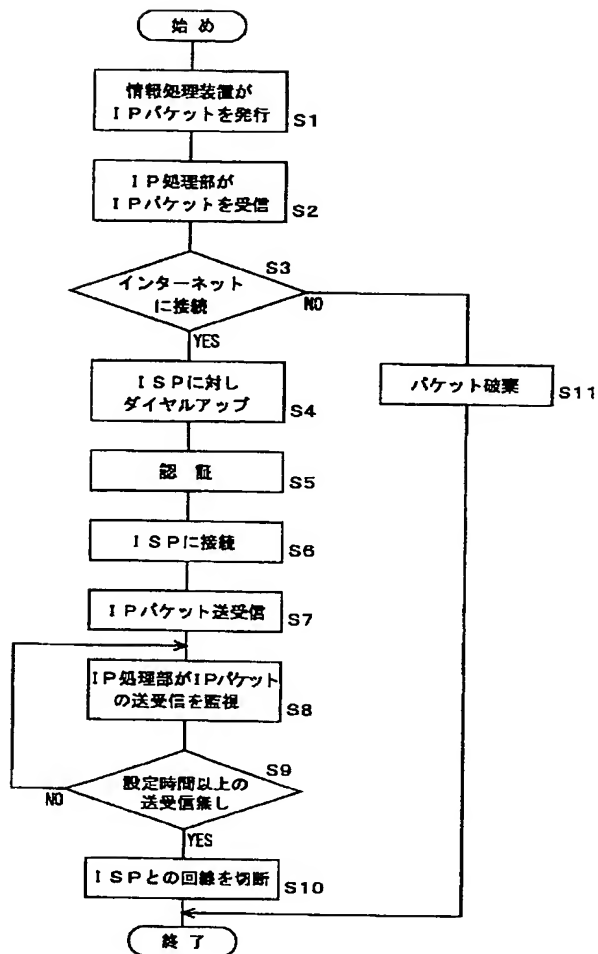 始め
情報処理装置が
IPパケットを発行
S1
IP処理部が
IPパケットを受信
S2
S3
インターネット
に接続
NO
YES
ISPに対し
ダイヤルアップ
S4
パケット破棄
S11
認 証
S5
ISPに接続
S6
IPパケット送受信
S7
IP処理部がIPパケット
の送受信を監視
S8
S9
設定時間以上の
送受信無し
NO
YES
ISPとの回線を切断
S10
終了